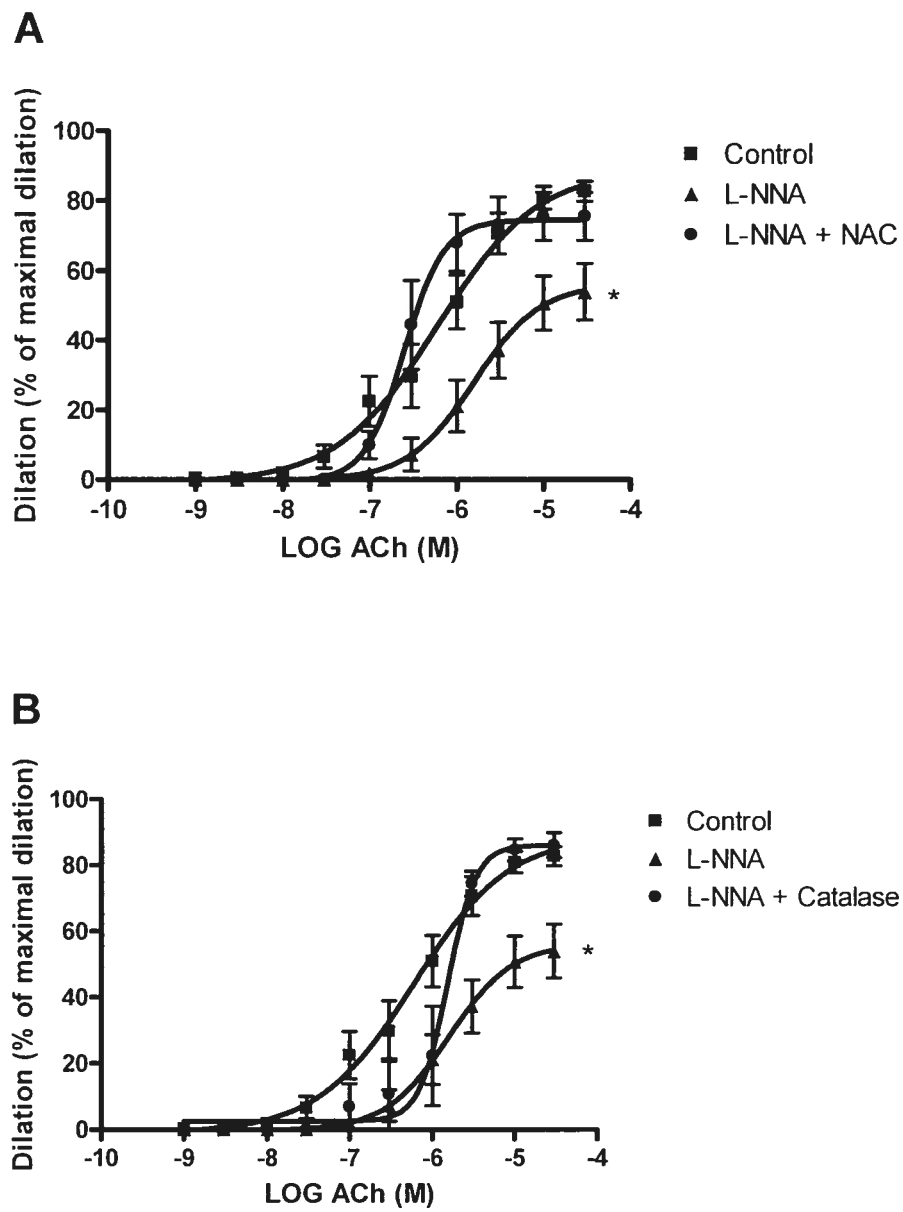 A
Dilation (% of maximal dilation)
100
80
60
40
20
0
-10 -9 -8 -7 -6 -5 -4
LOG ACh (M)
Control
L-NNA
L-NNA + NAC
*
B
Dilation (% of maximal dilation)
100
80
60
40
20
0
-10 -9 -8 -7 -6 -5 -4
LOG ACh (M)
Control
L-NNA
L-NNA + Catalase
*